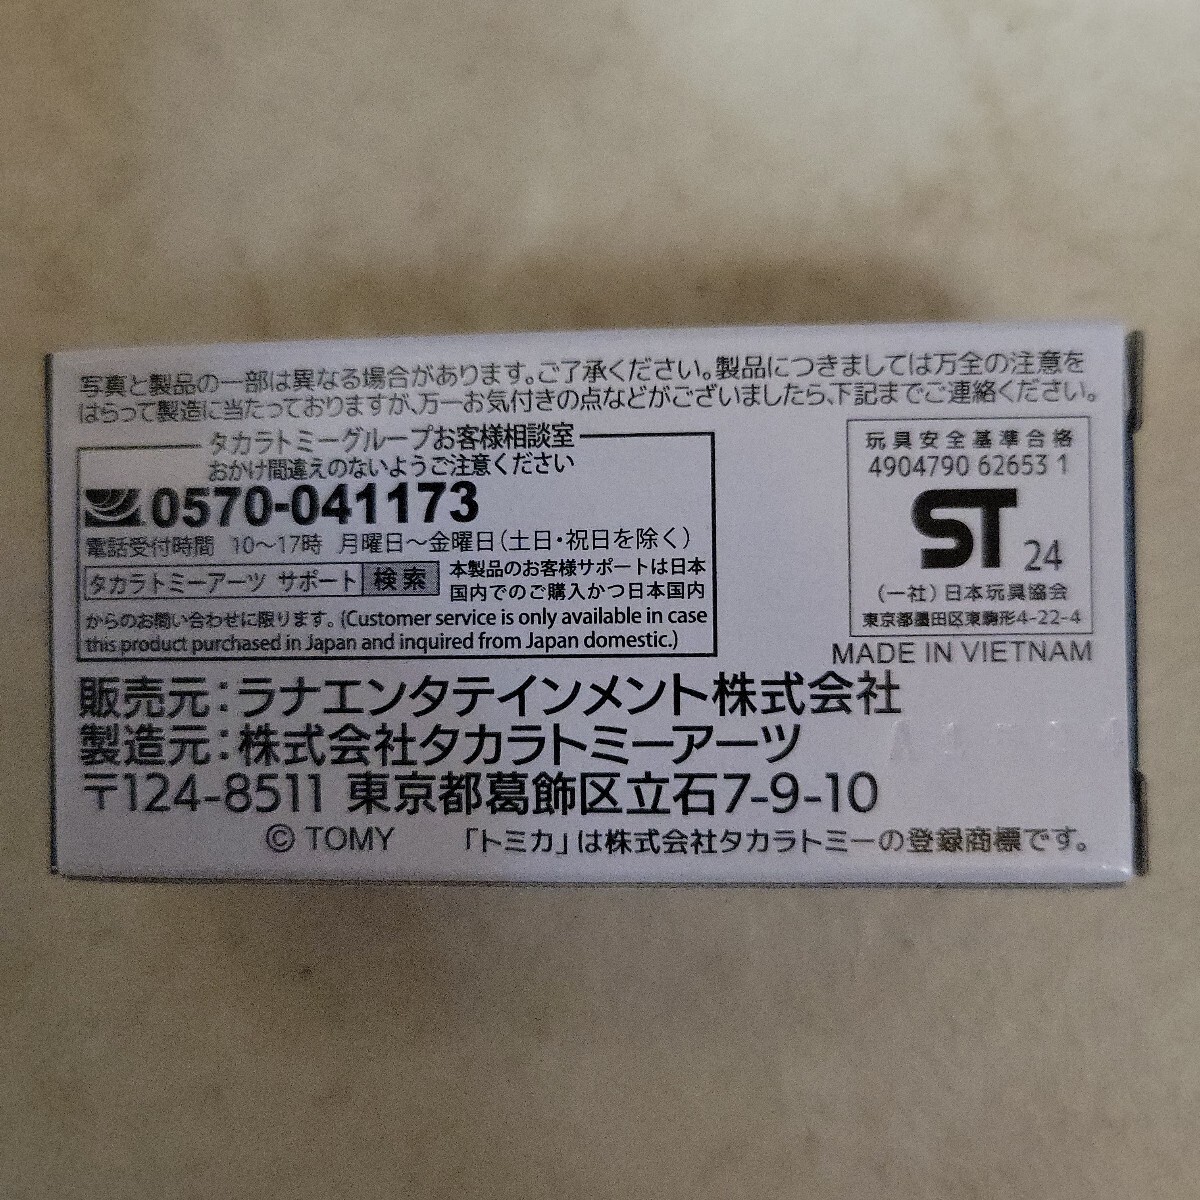 写真と製品の一部は異なる場合があります。ご了承ください。製品につきましては万全の注意を
はらって製造に当たっておりますが、万一お気付きの点などがございましたら、下記までご連絡ください。
タカラトミーグループお客様相談室
おかけ間違えのないようご注意ください
0570-041173
電話受付時間 10〜17時 月曜日〜金曜日(土日・祝日を除く)
タカラトミーアーツ サポート 検索
本製品のお客様サポートは日本
国内でのご購入かつ日本国内
からのお問い合わせに限ります。(Customer service is only available in case
this product purchased in Japan and inquired from Japan domestic.)
玩具安全基準合格
4904790 62653 1
ST 24
(一社)日本玩具協会
東京都墨田区東駒形4-22-4
MADE IN VIETNAM
販売元:ラナエンタテインメント株式会社
製造元:株式会社タカラトミーアーツ
〒124-8511 東京都葛飾区立石7-9-10
© TOMY 「トミカ」は株式会社タカラトミーの登録商標です。